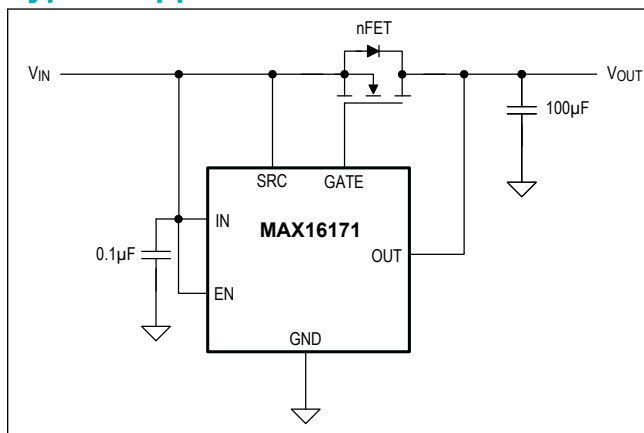 nFET
VIN
VOUT
100µF
SRC
GATE
IN
MAX16171
0.1µF
OUT
EN
GND